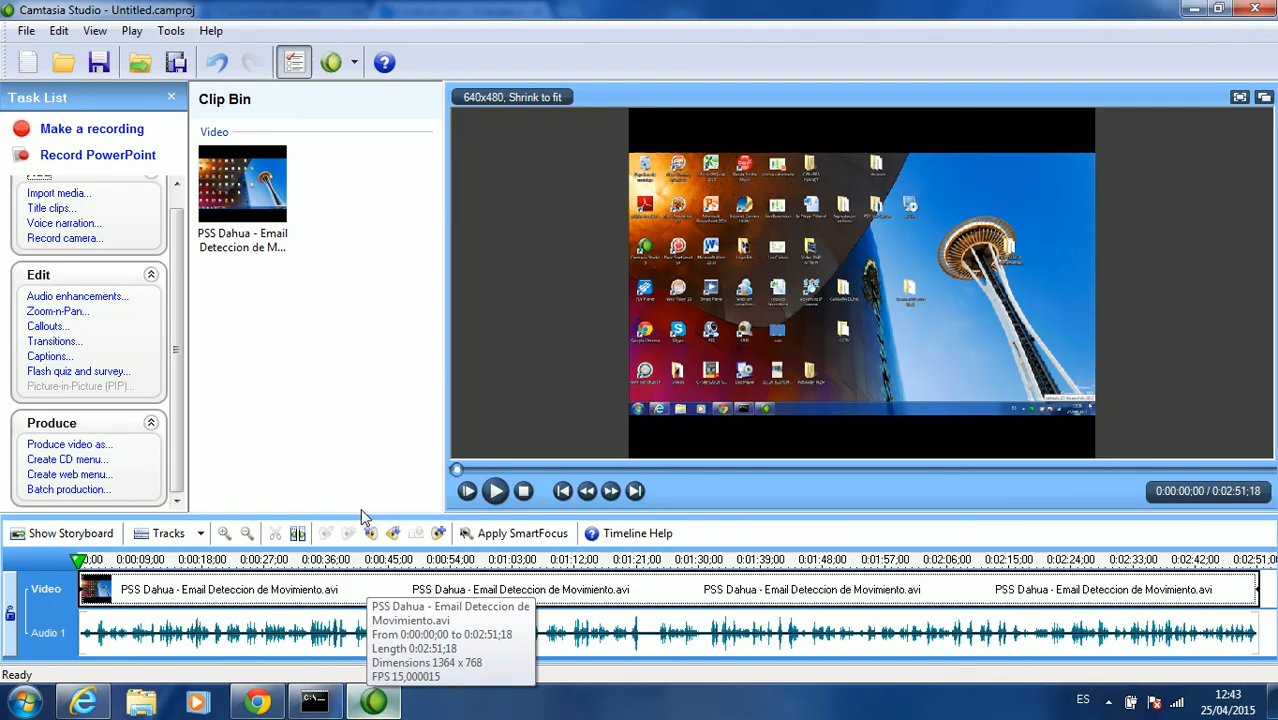 Camtasia Studio - Untitled.camproj
File Edit View Play Tools Help
Task List
Make a recording
Record PowerPoint
Import media...
Title clips...
Voice narration...
Record camera...
Edit
Audio enhancements...
Zoom-n-Pan...
Callouts...
Transitions...
Captions...
Flash quiz and survey...
Picture-in-Picture (PIP)...
Produce
Produce video as...
Create CD menu...
Create web menu...
Batch production...
Clip Bin
Video
PSS Dahua - Email
Deteccion de M...
640x480, Shrink to fit
0:00:00;00 / 0:02:51;18
Show Storyboard Tracks Apply SmartFocus Timeline Help
0:00:09;00 0:00:18;00 0:00:27;00 0:00:36;00 0:00:45;00 0:00:54;00 0:01:12;00 0:01:21;00 0:01:30;00 0:01:39;00 0:01:48;00 0:01:57;00 0:02:06;00 0:02:15;00 0:02:24;00 0:02:33;00 0:02:42;00
Video PSS Dahua - Email Deteccion de Movimiento.avi PSS Dahua - Email Deteccion de Movimiento.avi PSS Dahua - Email Deteccion de Movimiento.avi PSS Dahua - Email Deteccion de Movimiento.avi
Audio 1
PSS Dahua - Email Deteccion de
Movimiento.avi
From 0:00:00;00 to 0:02:51;18
Length 0:02:51;18
Dimensions 1364 x 768
FPS 15,000015
Ready
ES
12:43
25/04/2015